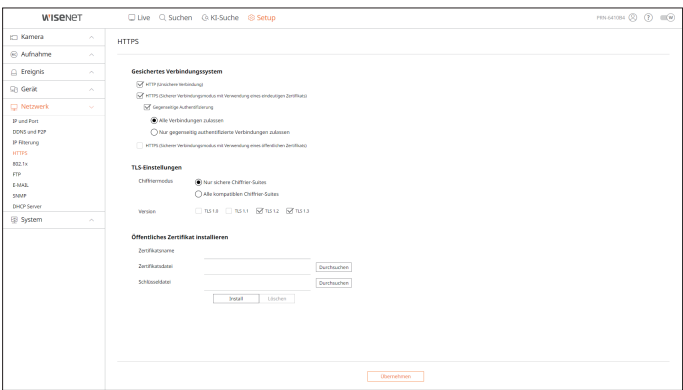 WISENET
Live Suchen KI-Suche Setup
PRN-6410B4
Kamera
Aufnahme
Ereignis
Gerät
Netzwerk
IP und Port
DDNS und P2P
IP Filterung
HTTPS
802.1x
FTP
E-MAIL
SNMP
DHCP Server
System
HTTPS
Gesichertes Verbindungssystem
HTTP (Unsichere Verbindung)
HTTPS (Sicherer Verbindungsmodus mit Verwendung eines eindeutigen Zertifikats)
Gegenseitige Authentifizierung
Alle Verbindungen zulassen
Nur gegenseitig authentifizierte Verbindungen zulassen
HTTPS (Sicherer Verbindungsmodus mit Verwendung eines öffentlichen Zertifikats)
TLS-Einstellungen
Chiffriermodus
Nur sichere Chiffrier-Suites
Alle kompatiblen Chiffrier-Suites
Version TLS 1.0 TLS 1.1 TLS 1.2 TLS 1.3
Öffentliches Zertifikat installieren
Zertifikatsname
Zertifikatsdatei Durchsuchen
Schlüsseldatei Durchsuchen
Install Löschen
Übernehmen